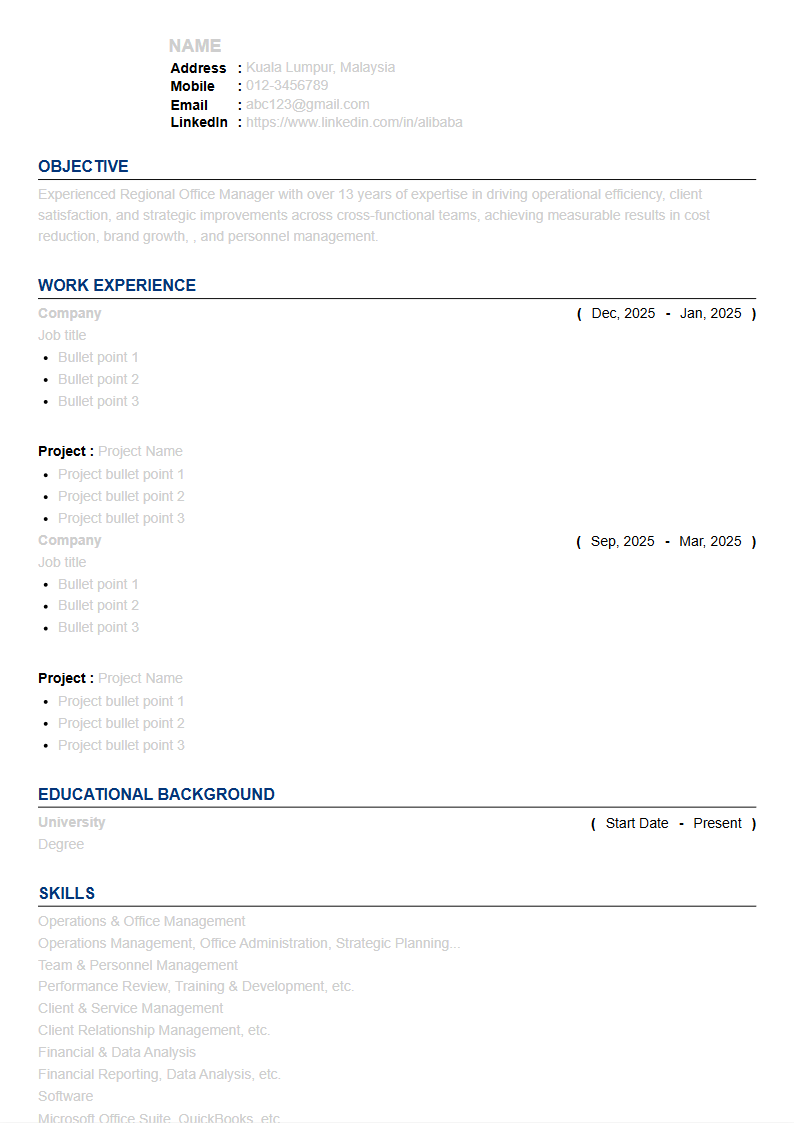 NAME
Address : Kuala Lumpur, Malaysia
Mobile : 012-3456789
Email : abc123@gmail.com
LinkedIn : https://www.linkedin.com/in/alibaba
OBJECTIVE
Experienced Regional Office Manager with over 13 years of expertise in driving operational efficiency, client
satisfaction, and strategic improvements across cross-functional teams, achieving measurable results in cost
reduction, brand growth, , and personnel management.
WORK EXPERIENCE
Company ( Dec, 2025 - Jan, 2025 )
Job title
• Bullet point 1
• Bullet point 2
• Bullet point 3
Project : Project Name
• Project bullet point 1
• Project bullet point 2
• Project bullet point 3
Company ( Sep, 2025 - Mar, 2025 )
Job title
• Bullet point 1
• Bullet point 2
• Bullet point 3
Project : Project Name
• Project bullet point 1
• Project bullet point 2
• Project bullet point 3
EDUCATIONAL BACKGROUND
University ( Start Date - Present )
Degree
SKILLS
Operations & Office Management
Operations Management, Office Administration, Strategic Planning...
Team & Personnel Management
Performance Review, Training & Development, etc.
Client & Service Management
Client Relationship Management, etc.
Financial & Data Analysis
Financial Reporting, Data Analysis, etc.
Software
Microsoft Office Suite, QuickBooks, etc